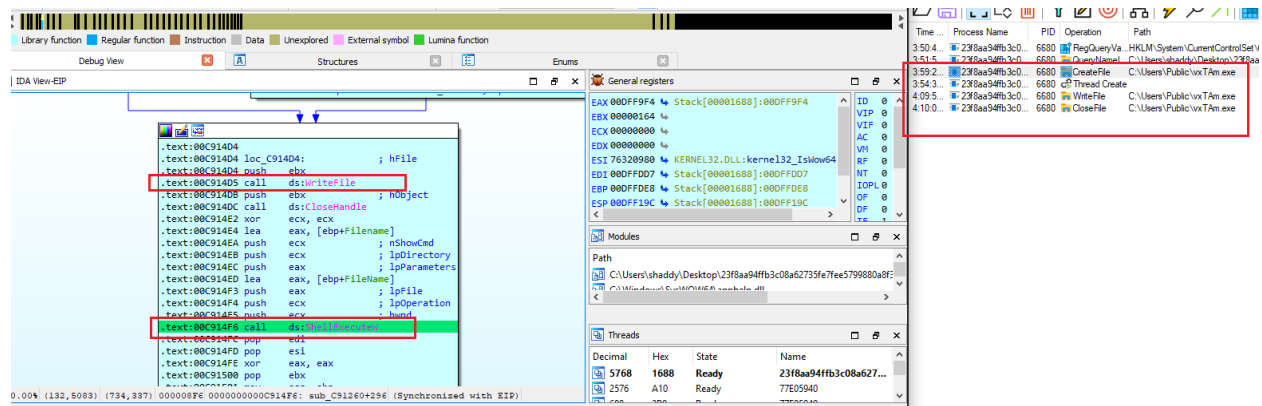 Library function Regular function Instruction Data Unexplored External symbol Lumina function
Debug View Structures Enums
IDA View-EIP
.text:00C914D4
.text:00C914D4 loc_C914D4: ; hFile
.text:00C914D4 push ebx
.text:00C914D5 call ds:WriteFile
.text:00C914DB push ebx ; hObject
.text:00C914DC call ds:CloseHandle
.text:00C914E2 xor ecx, ecx
.text:00C914E4 lea eax, [ebp+Filename]
.text:00C914EA push ecx ; nShowCmd
.text:00C914EB push ecx ; lpDirectory
.text:00C914EC push eax ; lpParameters
.text:00C914ED lea eax, [ebp+FileName]
.text:00C914F3 push eax ; lpFile
.text:00C914F4 push ecx ; lpOperation
.text:00C914F5 push ecx ; hwnd
.text:00C914F6 call ds:ShellExecuteW
.text:00C914FC pop edi
.text:00C914FD pop esi
.text:00C914FE xor eax, eax
.text:00C91500 pop ebx
0.00% (132,5083) (734,337) 000008F6 0000000000C914F6: sub_C91260+296 (Synchronized with EIP)
General registers
EAX 00DFF9F4 Stack[00001688]:00DFF9F4
EBX 00000164
ECX 00000000
EDX 00000000
ESI 76320980 KERNEL32.DLL:kernel32_IsWow64
EDI 00DFFDD7 Stack[00001688]:00DFFDD7
EBP 00DFFDE8 Stack[00001688]:00DFFDE8
ESP 00DFF19C Stack[00001688]:00DFF19C
ID 0
VIP 0
VIF 0
AC 0
VM 0
RF 0
NT 0
IOPL 0
OF 0
DF 0
Modules
Path
C:\Users\shaddy\Desktop\23f8aa94ffb3c08a62735fe7fee5799880a8f3
C:\Windows\SysWOW64\apphelp.dll
Threads
Decimal Hex State Name
5768 1688 Ready 23f8aa94ffb3c08a627...
2576 A10 Ready 77E05940
Time ... Process Name PID Operation Path
3:50:4... 23f8aa94ffb3c0... 6680 RegQueryVa... HKLM\System\CurrentControlSet\
3:51:5... 23f8aa94ffb3c0... 6680 QueryNameI... C:\Users\shaddy\Desktop\23f8aa
3:59:2... 23f8aa94ffb3c0... 6680 CreateFile C:\Users\Public\vxTAm.exe
3:54:3... 23f8aa94ffb3c0... 6680 Thread Create
4:09:5... 23f8aa94ffb3c0... 6680 WriteFile C:\Users\Public\vxTAm.exe
4:10:0... 23f8aa94ffb3c0... 6680 CloseFile C:\Users\Public\vxTAm.exe